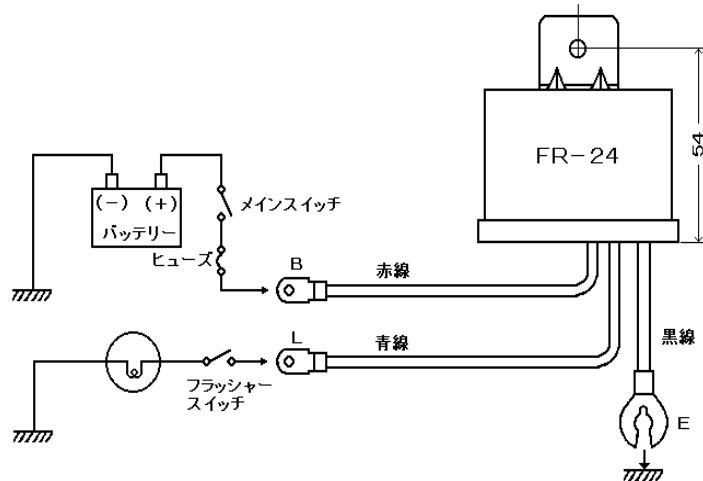 FR-24
54
(-) (+)
バッテリー
メインスイッチ
ヒューズ
B
赤線
L
青線
黒線
フラッシャー
スイッチ
E